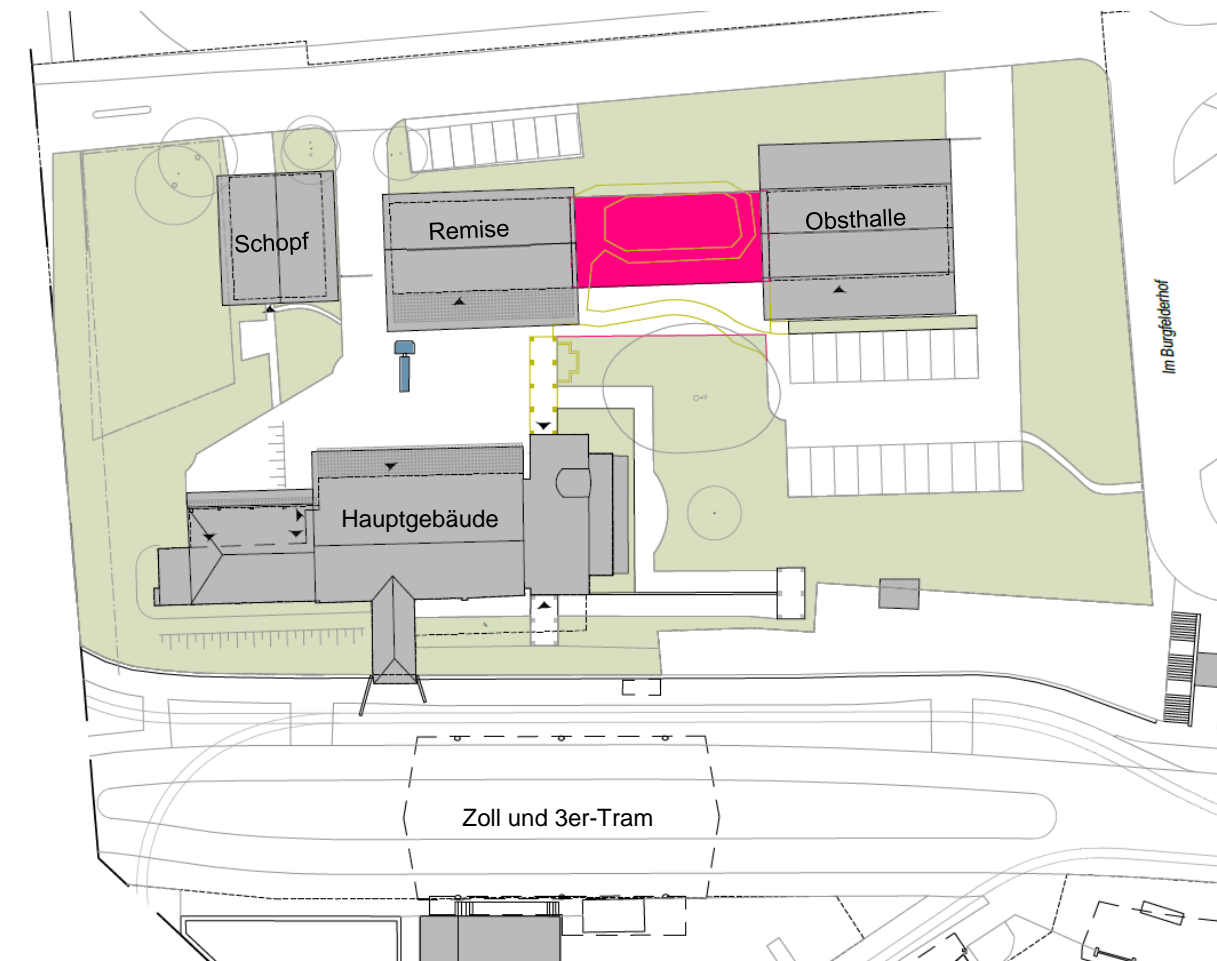 Schopf
Remise
Obsthalle
Im Burgfelderhof
Hauptgebäude
Zoll und 3er-Tram